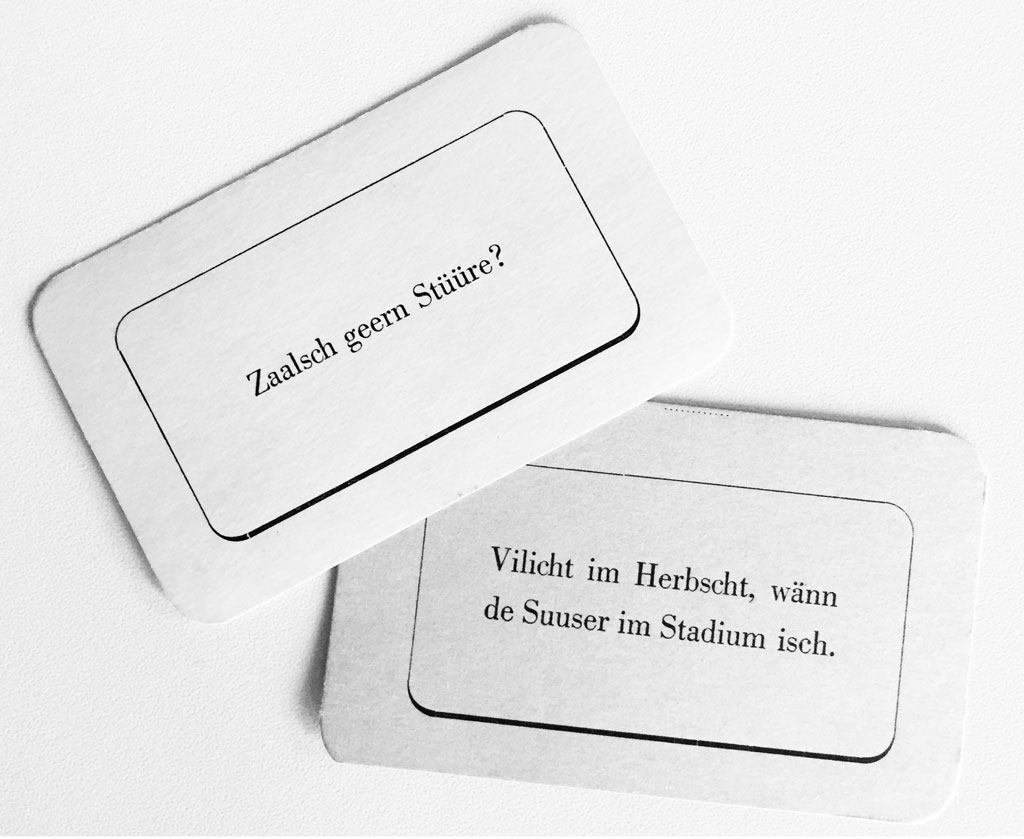 Zaalsch geern Stüüre?
Vilicht im Herbscht, wänn
de Suuser im Stadium isch.